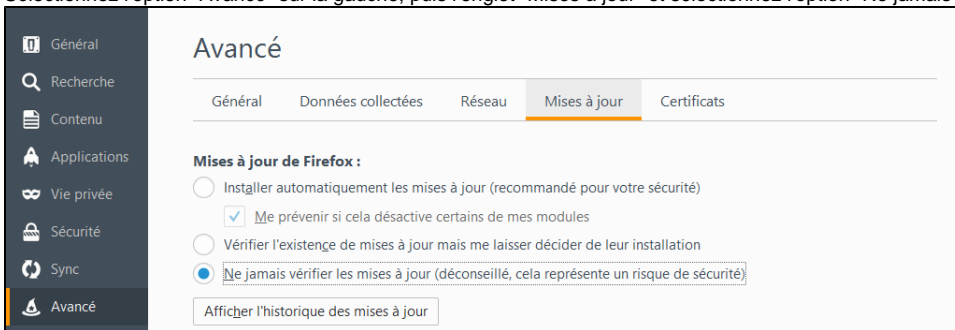 Sélectionnez l'option "Avancé" sur la gauche, puis l'onglet "Mises à jour" et sélectionnez l'option "Ne jamais
Général
Recherche
Contenu
Applications
Vie privée
Sécurité
Sync
Avancé
Avancé
Général Données collectées Réseau Mises à jour Certificats
Mises à jour de Firefox :
Installer automatiquement les mises à jour (recommandé pour votre sécurité)
Me prévenir si cela désactive certains de mes modules
Vérifier l'existence de mises à jour mais me laisser décider de leur installation
Ne jamais vérifier les mises à jour (déconseillé, cela représente un risque de sécurité)
Afficher l'historique des mises à jour